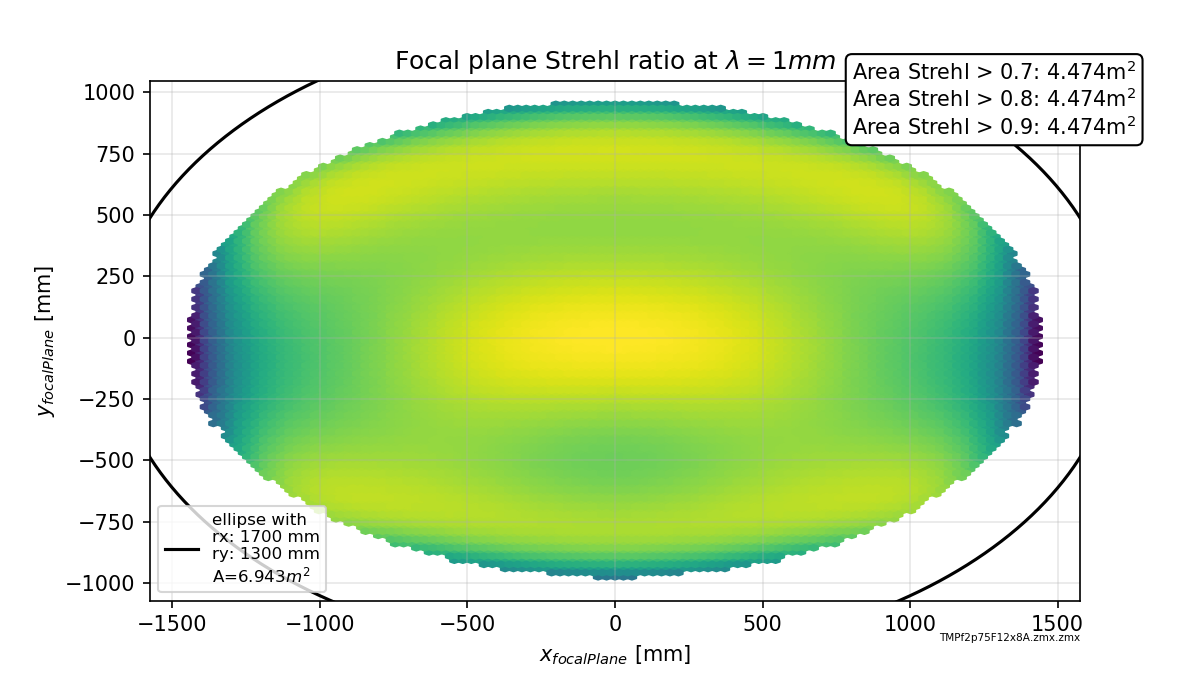 Focal plane Strehl ratio at λ = 1mm
Area Strehl > 0.7: 4.474m²
Area Strehl > 0.8: 4.474m²
Area Strehl > 0.9: 4.474m²
1000
750
500
250
0
−250
−500
−750
−1000
y_focalPlane [mm]
ellipse with
rx: 1700 mm
ry: 1300 mm
A=6.943m²
−1500 −1000 −500 0 500 1000 1500
TMPf2p75F12x8A.zmx.zmx
x_focalPlane [mm]